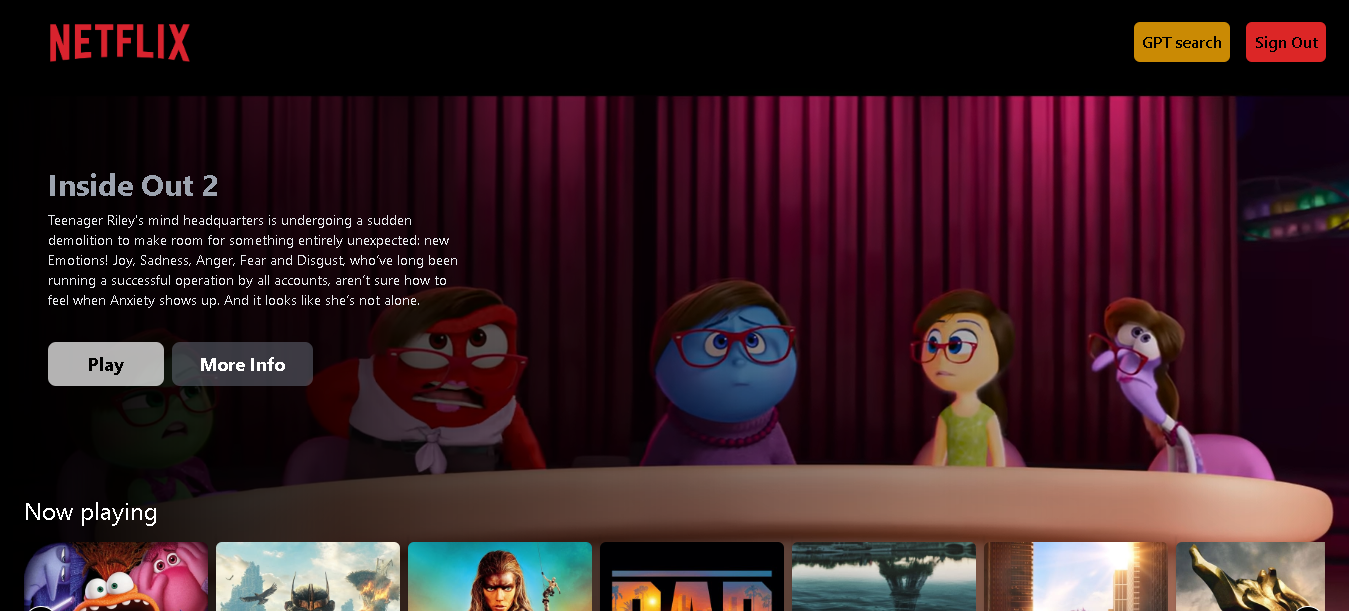 NETFLIX
GPT search
Sign Out
Inside Out 2
Teenager Riley's mind headquarters is undergoing a sudden
demolition to make room for something entirely unexpected: new
Emotions! Joy, Sadness, Anger, Fear and Disgust, who’ve long been
running a successful operation by all accounts, aren’t sure how to
feel when Anxiety shows up. And it looks like she’s not alone.
Play
More Info
Now playing